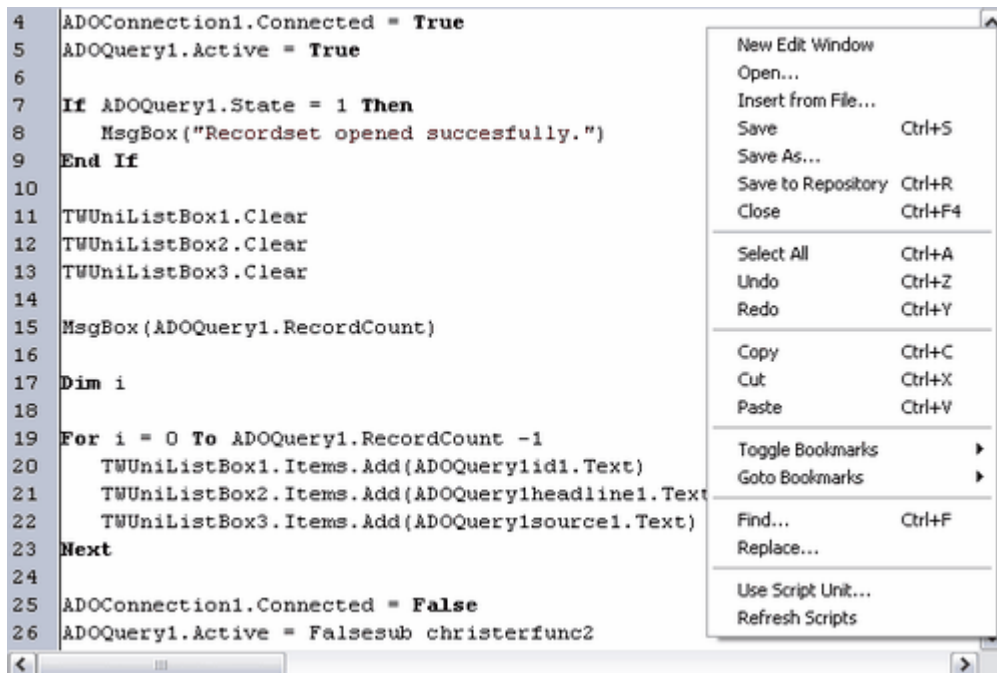 4 ADOConnection1.Connected = True
5 ADOQuery1.Active = True
6
7 If ADOQuery1.State = 1 Then
8 MsgBox("Recordset opened succesfully.")
9 End If
10
11 TWUniListBox1.Clear
12 TWUniListBox2.Clear
13 TWUniListBox3.Clear
14
15 MsgBox(ADOQuery1.RecordCount)
16
17 Dim i
18
19 For i = 0 To ADOQuery1.RecordCount -1
20 TWUniListBox1.Items.Add(ADOQuery1id1.Text)
21 TWUniListBox2.Items.Add(ADOQuery1headline1.Text
22 TWUniListBox3.Items.Add(ADOQuery1source1.Text)
23 Next
24
25 ADOConnection1.Connected = False
26 ADOQuery1.Active = Falsesub christerfunc2
New Edit Window
Open...
Insert from File...
Save Ctrl+S
Save As...
Save to Repository Ctrl+R
Close Ctrl+F4
Select All Ctrl+A
Undo Ctrl+Z
Redo Ctrl+Y
Copy Ctrl+C
Cut Ctrl+X
Paste Ctrl+V
Toggle Bookmarks
Goto Bookmarks
Find... Ctrl+F
Replace...
Use Script Unit...
Refresh Scripts